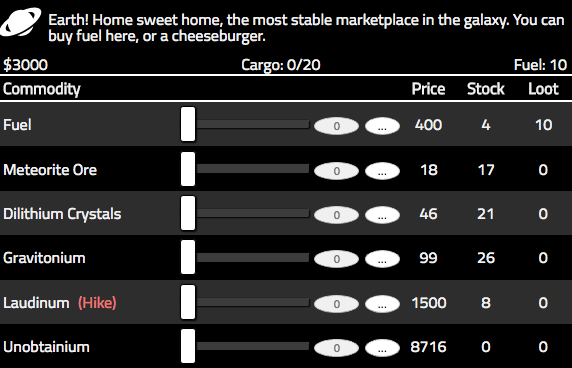 Earth! Home sweet home, the most stable marketplace in the galaxy. You can
buy fuel here, or a cheeseburger.
$3000 Cargo: 0/20 Fuel: 10
Commodity Price Stock Loot
Fuel 0 ... 400 4 10
Meteorite Ore 0 ... 18 17 0
Dilithium Crystals 0 ... 46 21 0
Gravitonium 0 ... 99 26 0
Laudinum (Hike) 0 ... 1500 8 0
Unobtainium 0 ... 8716 0 0